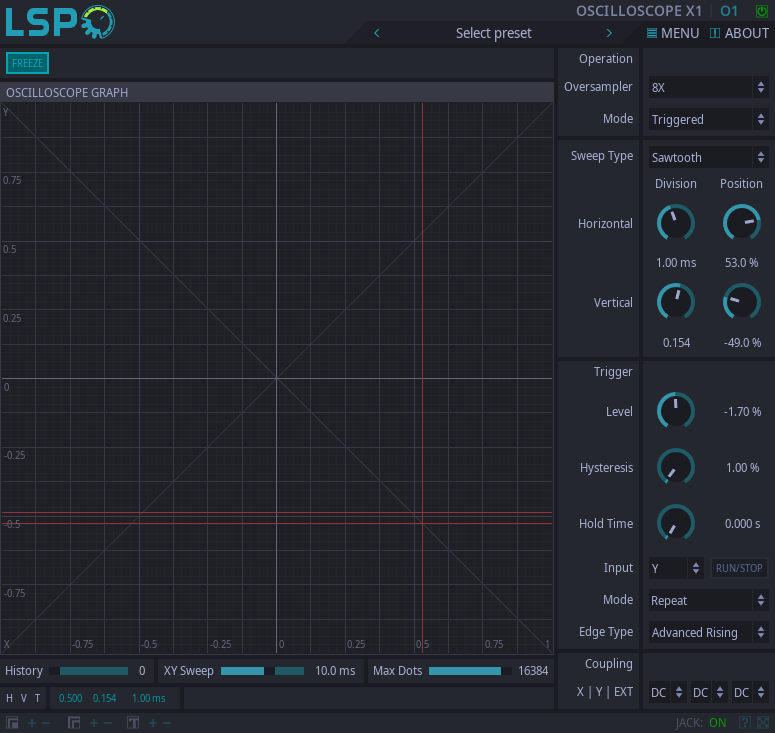 LSP
OSCILLOSCOPE X1 O1
Select preset
MENU ABOUT
FREEZE
OSCILLOSCOPE GRAPH
Y
0.75
0.5
0.25
0
-0.25
-0.5
-0.75
X -0.75 -0.5 -0.25 0 0.25 0.5 0.75 1
Operation
Oversampler 8X
Mode Triggered
Sweep Type Sawtooth
Division Position
Horizontal
1.00 ms 53.0 %
Vertical
0.154 -49.0 %
Trigger
Level -1.70 %
Hysteresis 1.00 %
Hold Time 0.000 s
Input Y RUN/STOP
Mode Repeat
Edge Type Advanced Rising
Coupling
X | Y | EXT DC DC DC
History 0 XY Sweep 10.0 ms Max Dots 16384
H V T 0.500 0.154 1.00 ms
+ − + − + − JACK: ON ?